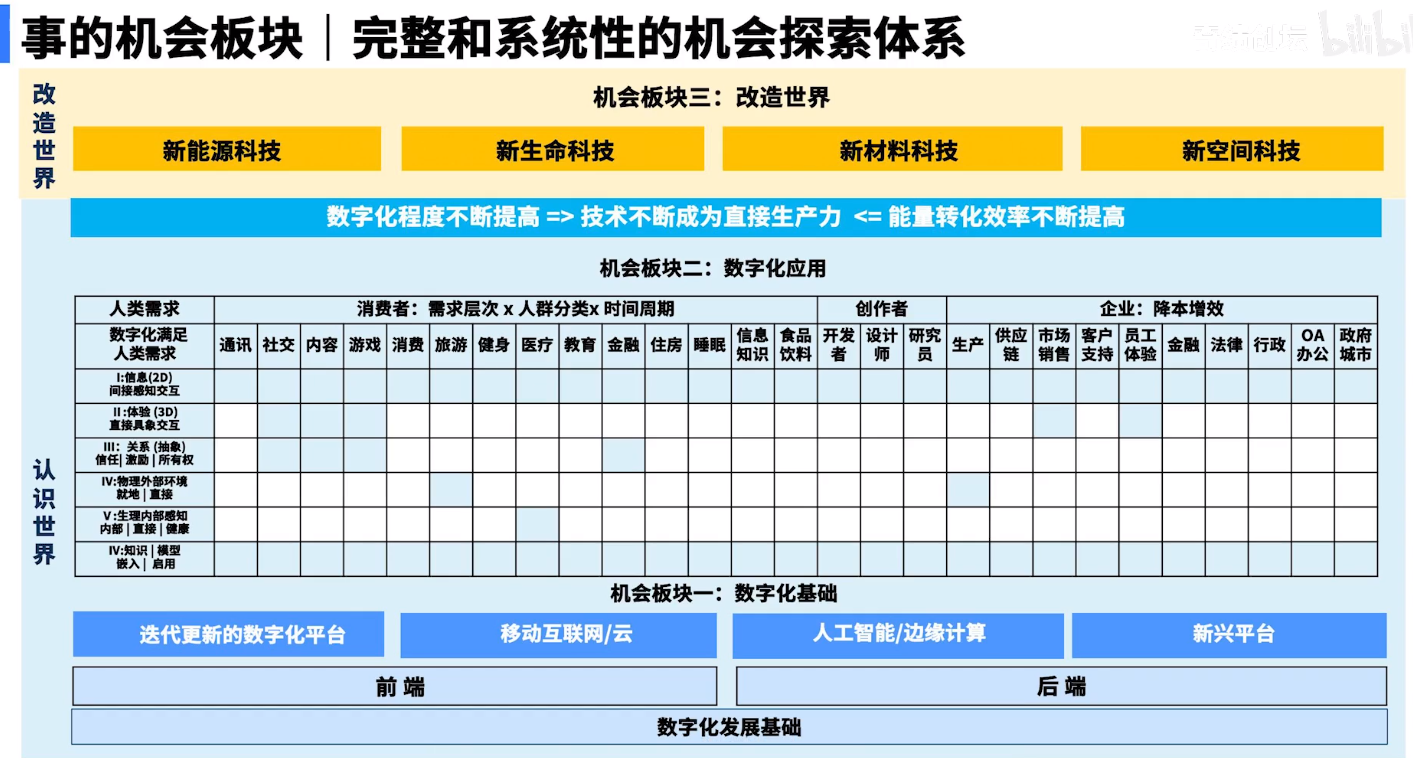 事的机会板块｜完整和系统性的机会探索体系
bilibili
改造世界
机会板块三：改造世界
新能源科技
新生命科技
新材料科技
新空间科技
数字化程度不断提高 => 技术不断成为直接生产力 <= 能量转化效率不断提高
认识世界
机会板块二：数字化应用
人类需求
消费者：需求层次 x 人群分类x 时间周期
创作者
企业：降本增效
数字化满足
人类需求
通讯
社交
内容
游戏
消费
旅游
健身
医疗
教育
金融
住房
睡眠
信息
知识
食品
饮料
开发
者
设计
师
研究
员
生产
供应
链
市场
销售
客户
支持
员工
体验
金融
法律
行政
OA
办公
政府
城市
I:信息(2D)
间接感知交互
II:体验 (3D)
直接具象交互
III：关系 (抽象)
信任| 激励 | 所有权
IV:物理外部环境
就地 | 直接
V:生理内部感知
内部 | 直接 | 健康
IV:知识 | 模型
嵌入 | 启用
机会板块一：数字化基础
迭代更新的数字化平台
移动互联网/云
人工智能/边缘计算
新兴平台
前 端
后 端
数字化发展基础